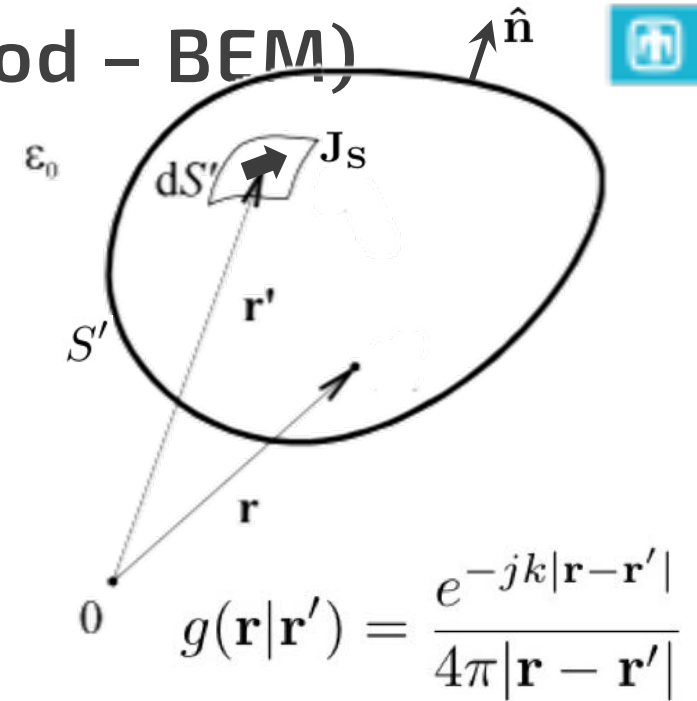 od – BEM)
n̂
ε₀
dS′
J_S
r'
S′
r
0
g(r|r′) = e^{−jk|r−r′|} / 4π|r − r′|